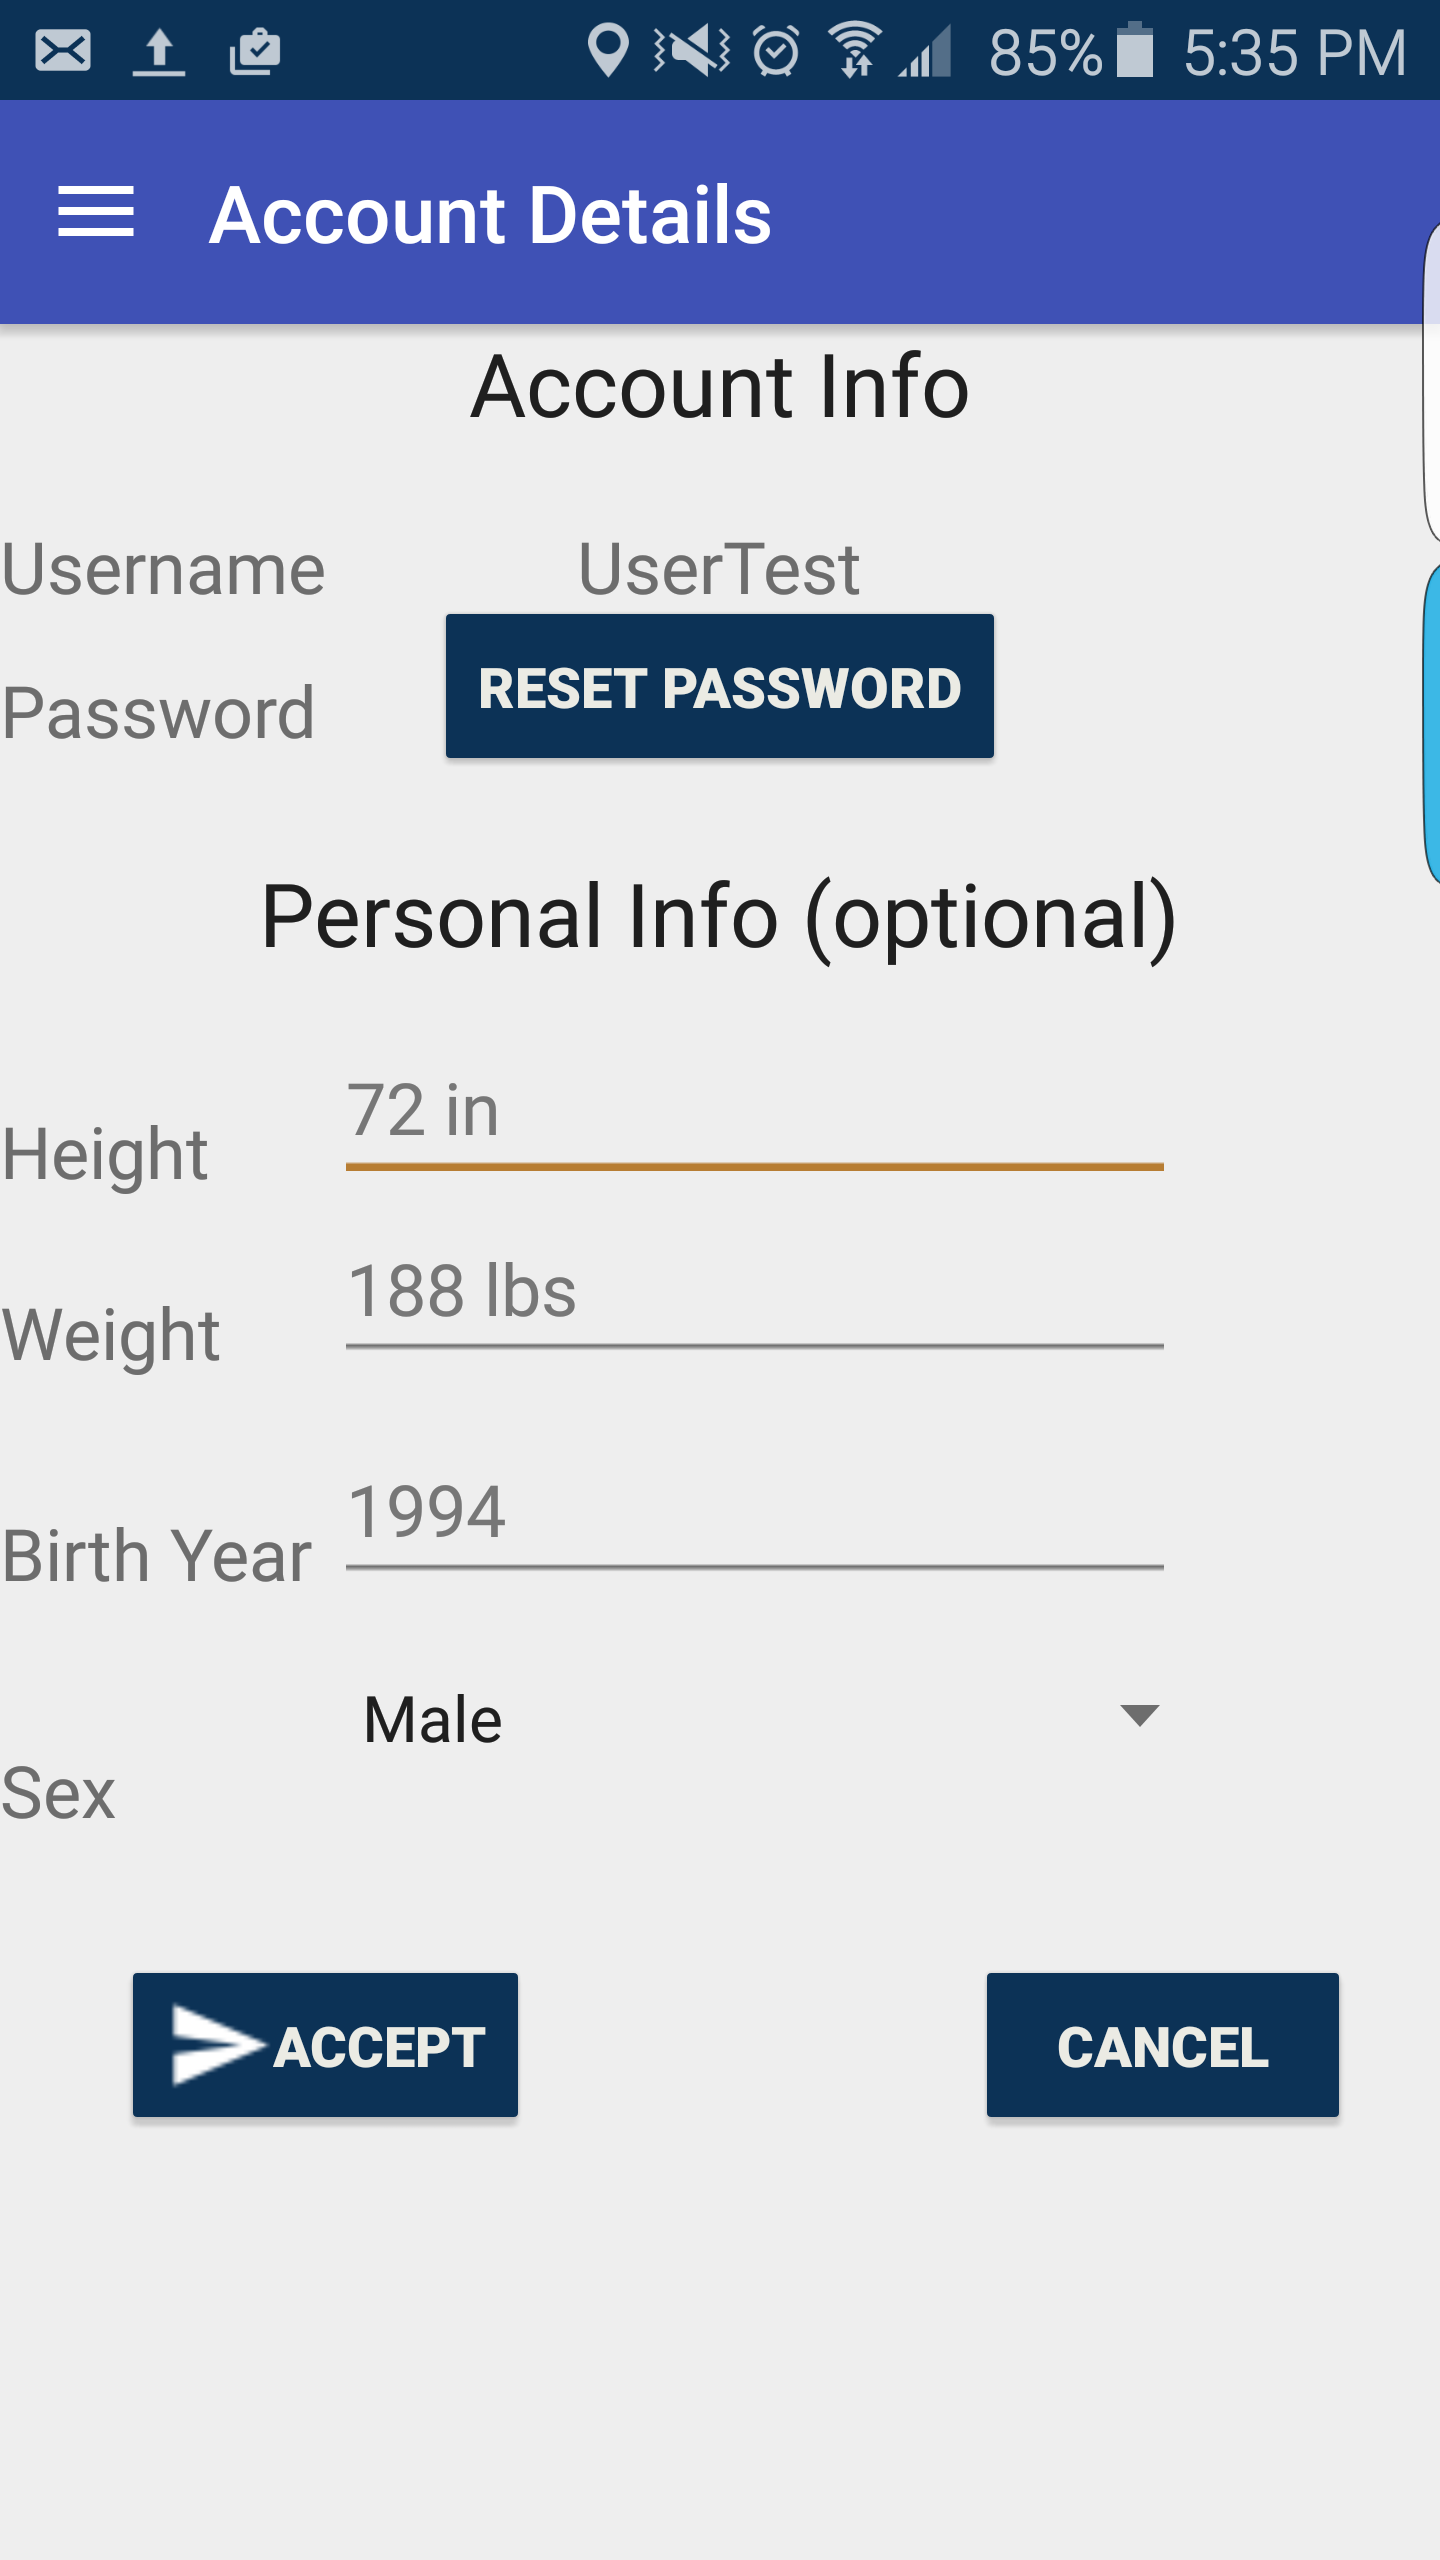 85% 5:35 PM
Account Details
Account Info
Username UserTest
Password RESET PASSWORD
Personal Info (optional)
Height 72 in
Weight 188 lbs
Birth Year 1994
Sex Male
ACCEPT CANCEL